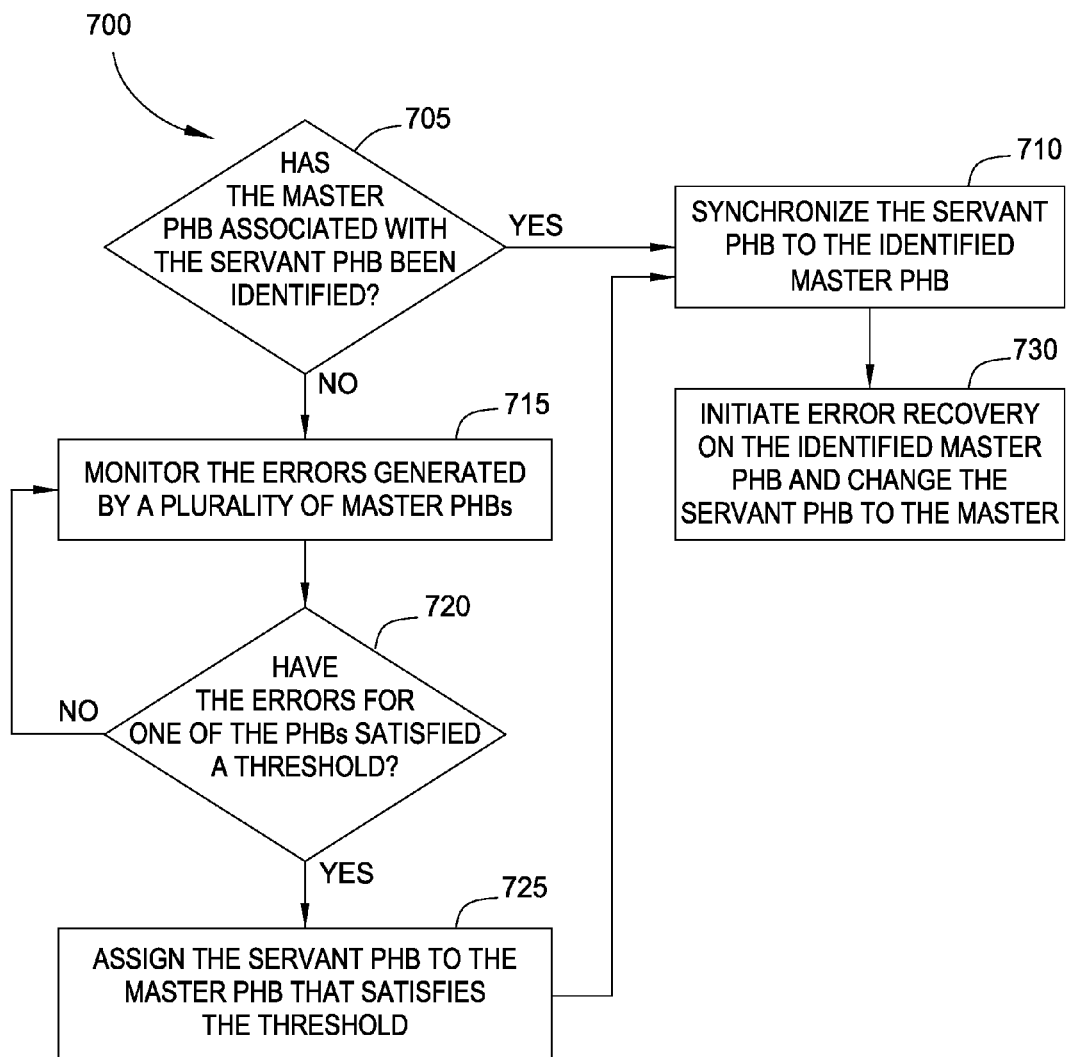 700
705
HAS
THE MASTER
PHB ASSOCIATED WITH
THE SERVANT PHB BEEN
IDENTIFIED?
YES
710
SYNCHRONIZE THE SERVANT
PHB TO THE IDENTIFIED
MASTER PHB
NO
730
INITIATE ERROR RECOVERY
ON THE IDENTIFIED MASTER
PHB AND CHANGE THE
SERVANT PHB TO THE MASTER
715
MONITOR THE ERRORS GENERATED
BY A PLURALITY OF MASTER PHBs
720
HAVE
THE ERRORS FOR
ONE OF THE PHBs SATISFIED
A THRESHOLD?
NO
YES
725
ASSIGN THE SERVANT PHB TO THE
MASTER PHB THAT SATISFIES
THE THRESHOLD